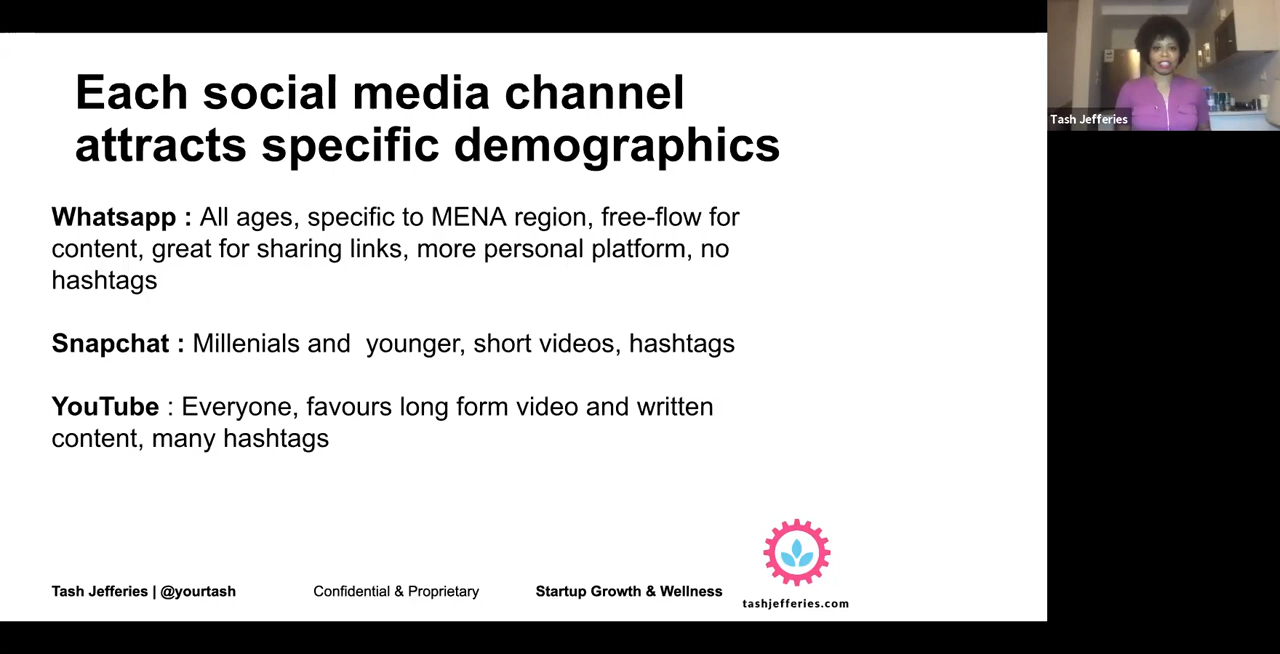 Each social media channel
attracts specific demographics
Whatsapp : All ages, specific to MENA region, free-flow for
content, great for sharing links, more personal platform, no
hashtags
Snapchat : Millenials and  younger, short videos, hashtags
YouTube : Everyone, favours long form video and written
content, many hashtags
Tash Jefferies | @yourtash
Confidential & Proprietary
Startup Growth & Wellness
tashjefferies.com
Tash Jefferies